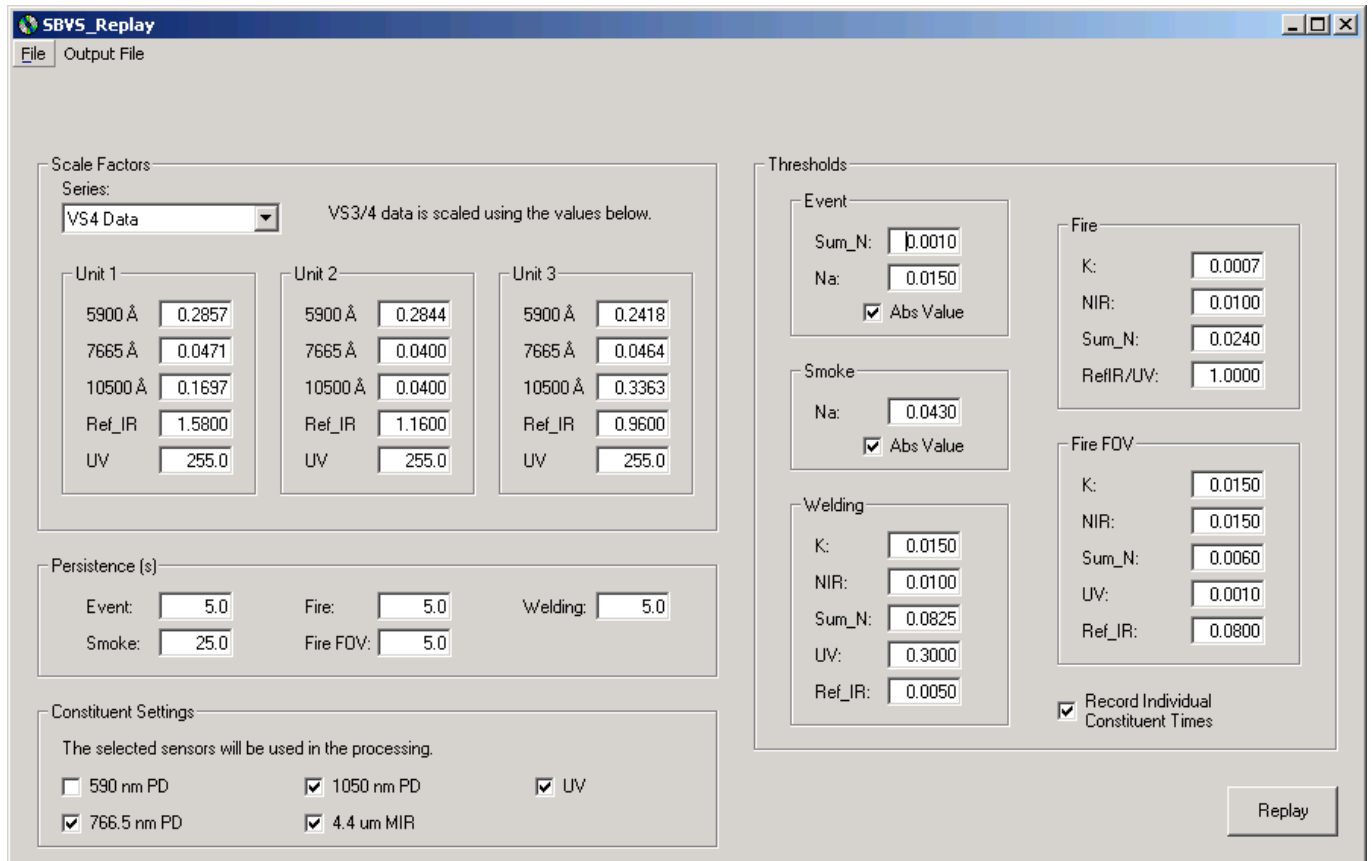 SBVS_Replay
File Output File
Scale Factors
Series:
VS4 Data
VS3/4 data is scaled using the values below.
Unit 1
5900 Å 0.2857
7665 Å 0.0471
10500 Å 0.1697
Ref_IR 1.5800
UV 255.0
Unit 2
5900 Å 0.2844
7665 Å 0.0400
10500 Å 0.0400
Ref_IR 1.1600
UV 255.0
Unit 3
5900 Å 0.2418
7665 Å 0.0464
10500 Å 0.3363
Ref_IR 0.9600
UV 255.0
Persistence (s)
Event: 5.0 Fire: 5.0 Welding: 5.0
Smoke: 25.0 Fire FOV: 5.0
Constituent Settings
The selected sensors will be used in the processing.
590 nm PD 1050 nm PD UV
766.5 nm PD 4.4 um MIR
Thresholds
Event
Sum_N: 0.0010
Na: 0.0150
Abs Value
Smoke
Na: 0.0430
Abs Value
Welding
K: 0.0150
NIR: 0.0100
Sum_N: 0.0825
UV: 0.3000
Ref_IR: 0.0050
Fire
K: 0.0007
NIR: 0.0100
Sum_N: 0.0240
RefIR/UV: 1.0000
Fire FOV
K: 0.0150
NIR: 0.0150
Sum_N: 0.0060
UV: 0.0010
Ref_IR: 0.0800
Record Individual
Constituent Times
Replay